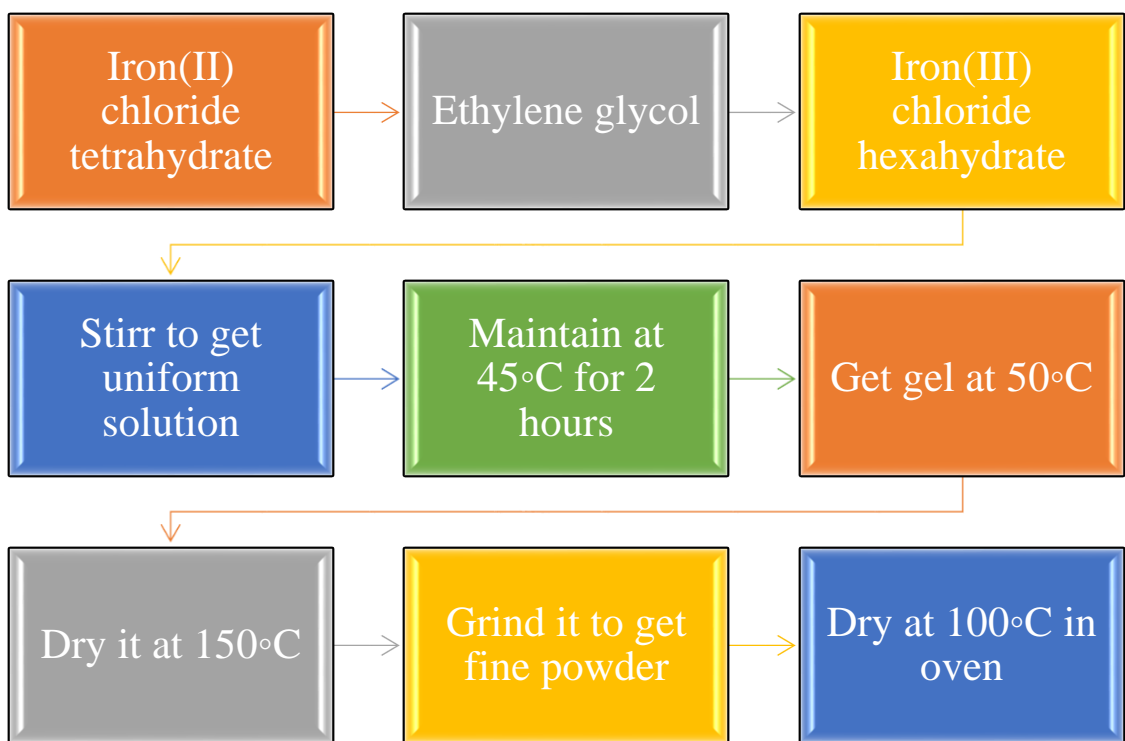 Iron(II)
chloride
tetrahydrate
Ethylene glycol
Iron(III)
chloride
hexahydrate
Stirr to get
uniform
solution
Maintain at
45◦C for 2
hours
Get gel at 50◦C
Dry it at 150◦C
Grind it to get
fine powder
Dry at 100◦C in
oven